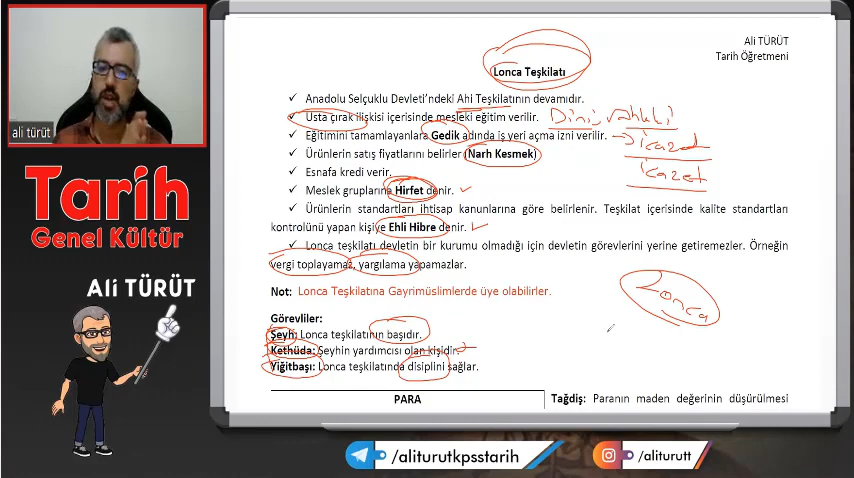 Ali TÜRÜT
Tarih Öğretmeni
Lonca Teşkilatı
✓ Anadolu Selçuklu Devleti'ndeki Ahi Teşkilatının devamıdır.
✓ Usta çırak ilişkisi içerisinde mesleki eğitim verilir.
✓ Eğitimini tamamlayanlara Gedik adında iş yeri açma izni verilir.
✓ Ürünlerin satış fiyatlarını belirler (Narh Kesmek)
✓ Esnafa kredi verir.
✓ Meslek gruplarına Hirfet denir.
✓ Ürünlerin standartları ihtisap kanunlarına göre belirlenir. Teşkilat içerisinde kalite standartları
kontrolünü yapan kişiye Ehli Hibre denir.
✓ Lonca teşkilatı devletin bir kurumu olmadığı için devletin görevlerini yerine getiremezler. Örneğin
vergi toplayamaz, yargılama yapamazlar.
Not: Lonca Teşkilatına Gayrimüslimlerde üye olabilirler.
Görevliler:
Şeyh: Lonca teşkilatının başıdır.
Kethüda: Şeyhin yardımcısı olan kişidir.
Yiğitbaşı: Lonca teşkilatında disiplini sağlar.
PARA
Tağdiş: Paranın maden değerinin düşürülmesi
icazet
Lonca
ali türüt
Tarih
Genel Kültür
Ali TÜRÜT
/aliturutkpsstarih
/aliturutt